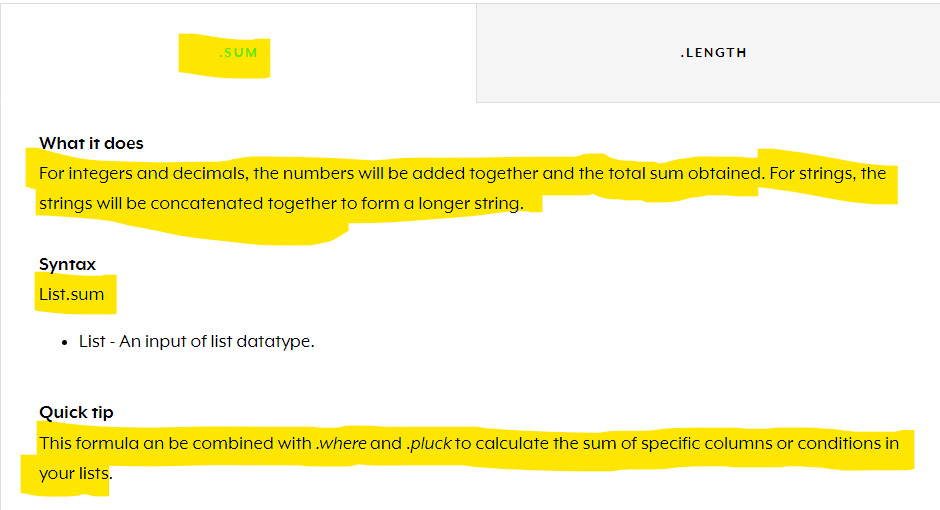 .SUM
.LENGTH
What it does
For integers and decimals, the numbers will be added together and the total sum obtained. For strings, the
strings will be concatenated together to form a longer string.
Syntax
List.sum
• List - An input of list datatype.
Quick tip
This formula an be combined with .where and .pluck to calculate the sum of specific columns or conditions in
your lists.